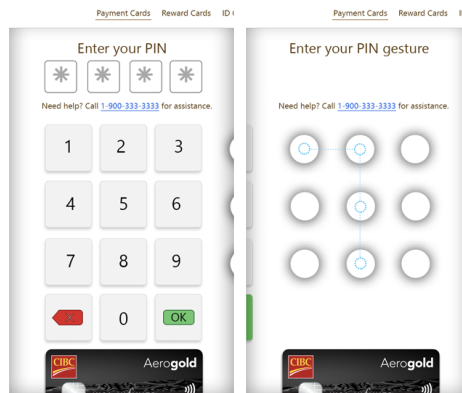 Payment Cards Reward Cards ID
Enter your PIN
Need help? Call 1-900-333-3333 for assistance.
1 2 3
4 5 6
7 8 9
0 OK
CIBC Aerogold
Payment Cards Reward Cards
Enter your PIN gesture
Need help? Call 1-900-333-3333 for assistance.
CIBC Aerogold